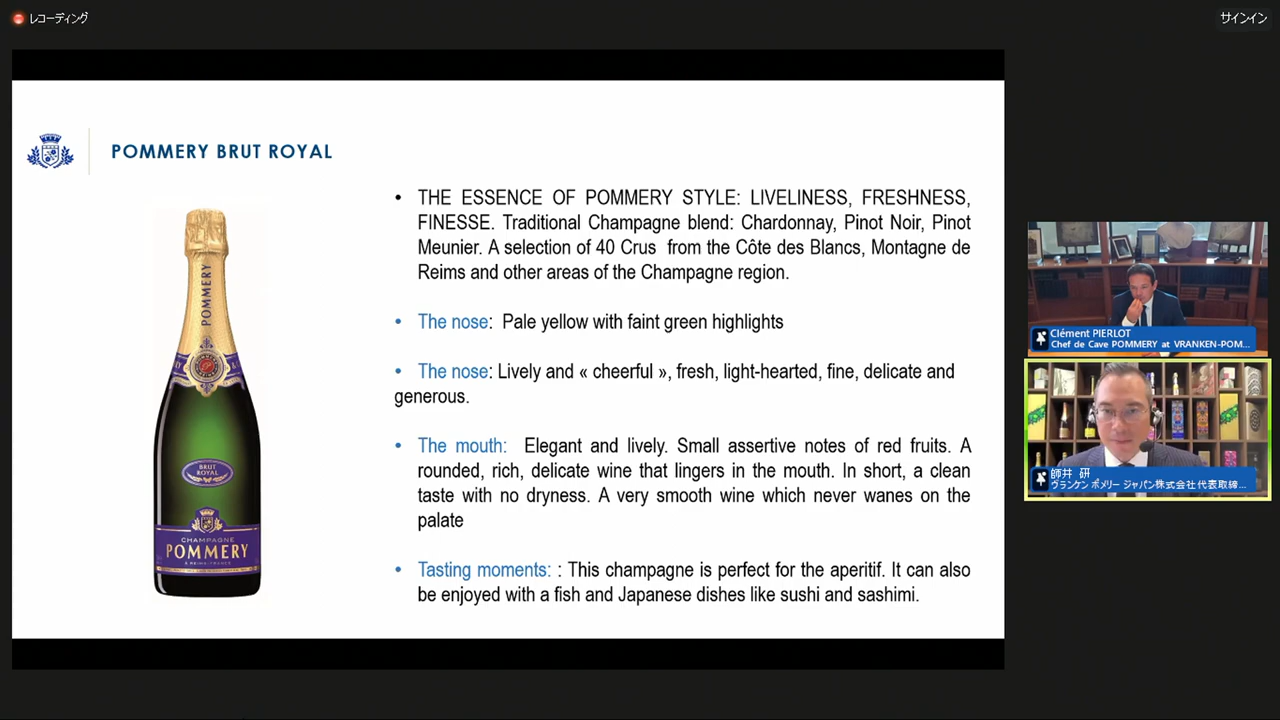 レコーディング
サインイン
POMMERY BRUT ROYAL
• THE ESSENCE OF POMMERY STYLE: LIVELINESS, FRESHNESS,
FINESSE. Traditional Champagne blend: Chardonnay, Pinot Noir, Pinot
Meunier. A selection of 40 Crus from the Côte des Blancs, Montagne de
Reims and other areas of the Champagne region.
• The nose: Pale yellow with faint green highlights
• The nose: Lively and « cheerful », fresh, light-hearted, fine, delicate and
generous.
• The mouth: Elegant and lively. Small assertive notes of red fruits. A
rounded, rich, delicate wine that lingers in the mouth. In short, a clean
taste with no dryness. A very smooth wine which never wanes on the
palate
• Tasting moments: : This champagne is perfect for the aperitif. It can also
be enjoyed with a fish and Japanese dishes like sushi and sashimi.
POMMERY
BRUT
ROYAL
CHAMPAGNE
POMMERY
Clément PIERLOT
Chef de Cave POMMERY at VRANKEN-POM...
師井 研
ヴランケン ポメリー ジャパン株式会社 代表取締...